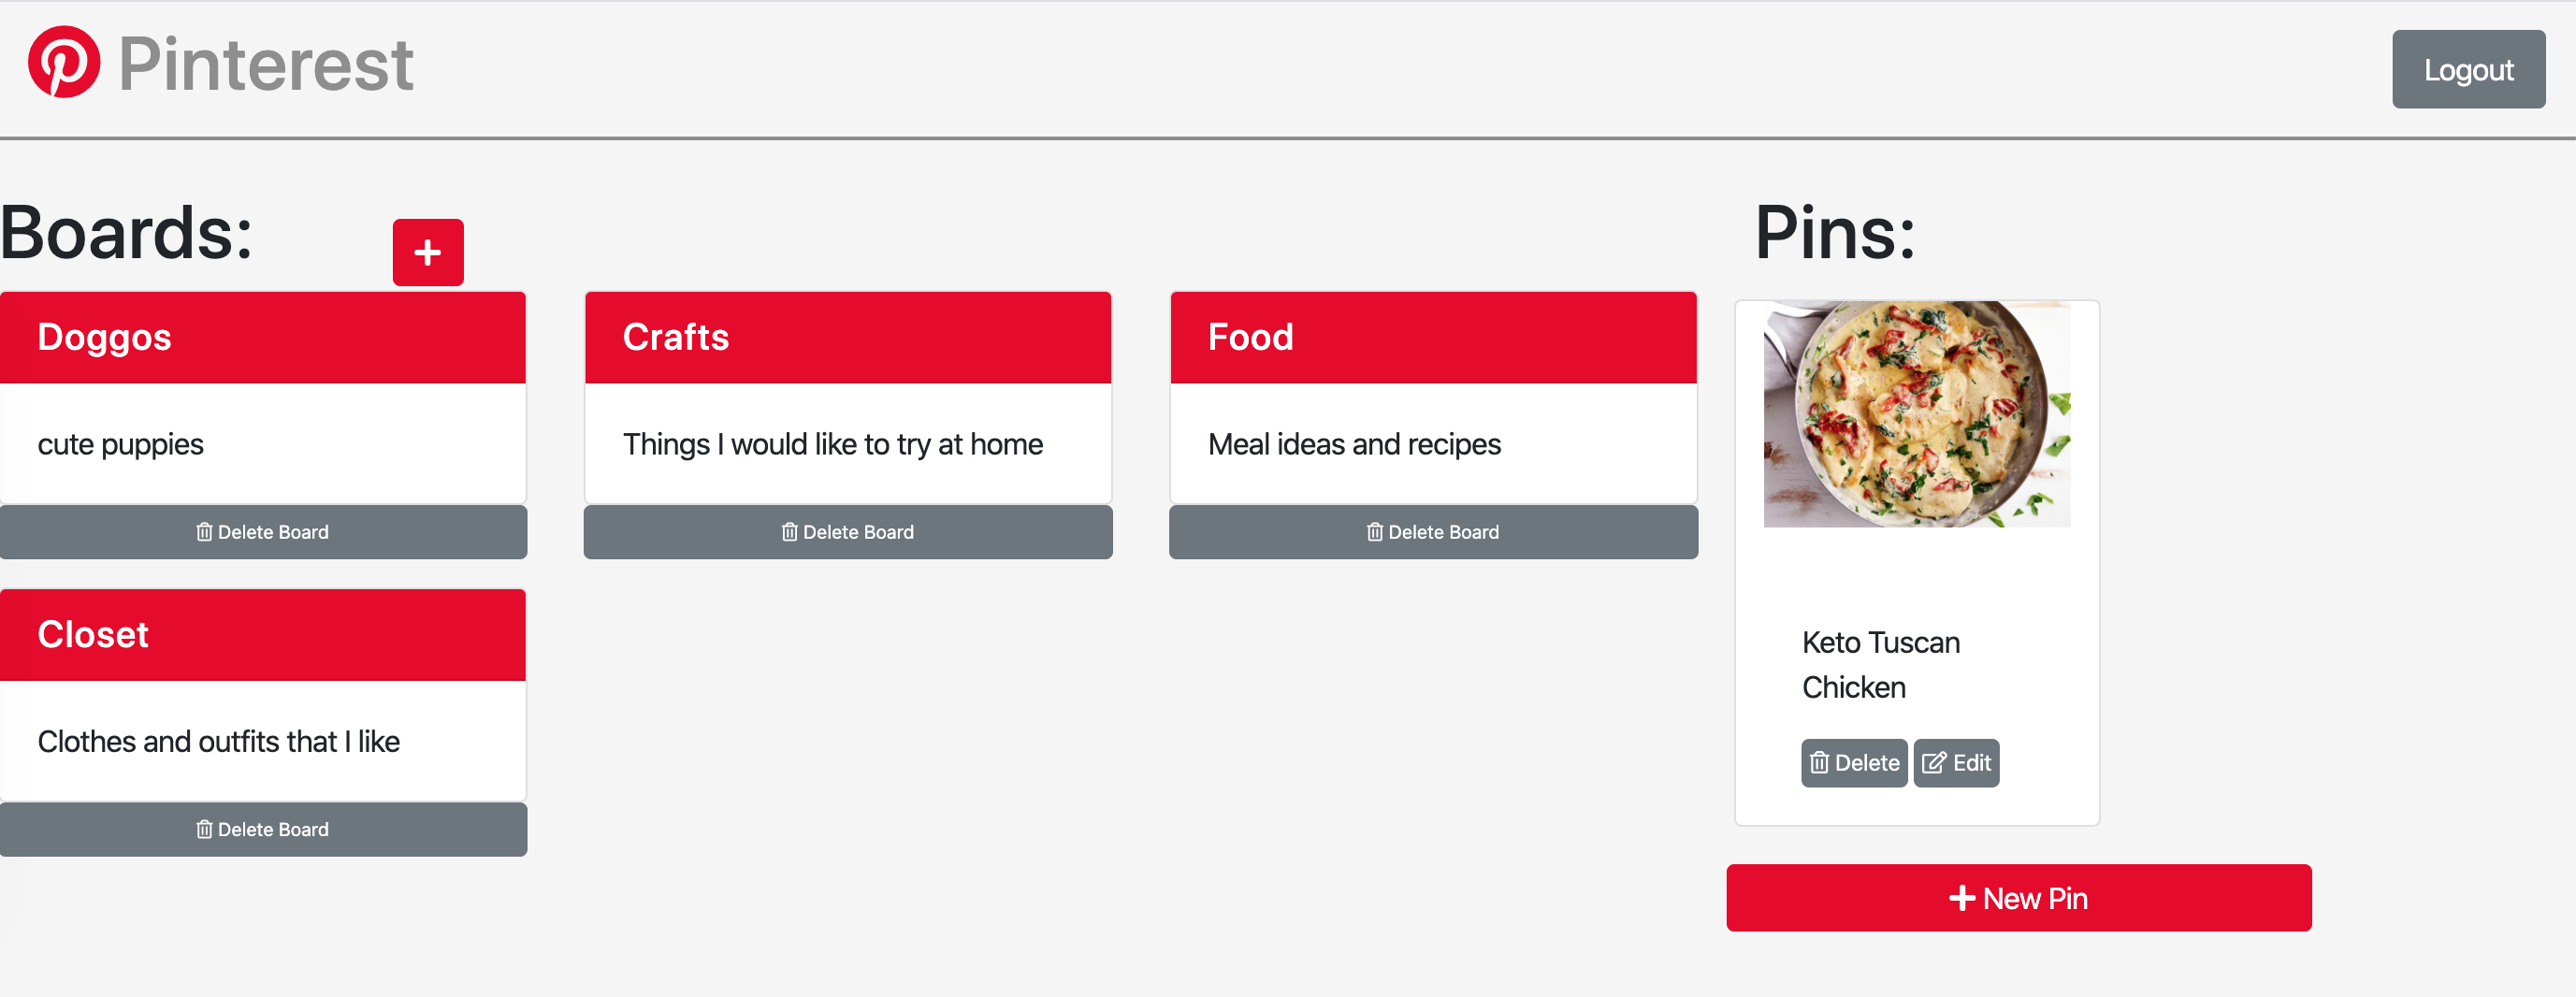 Pinterest
Logout
Boards:
Pins:
Doggos
cute puppies
Delete Board
Crafts
Things I would like to try at home
Delete Board
Food
Meal ideas and recipes
Delete Board
Closet
Clothes and outfits that I like
Delete Board
Keto Tuscan
Chicken
Delete
Edit
New Pin